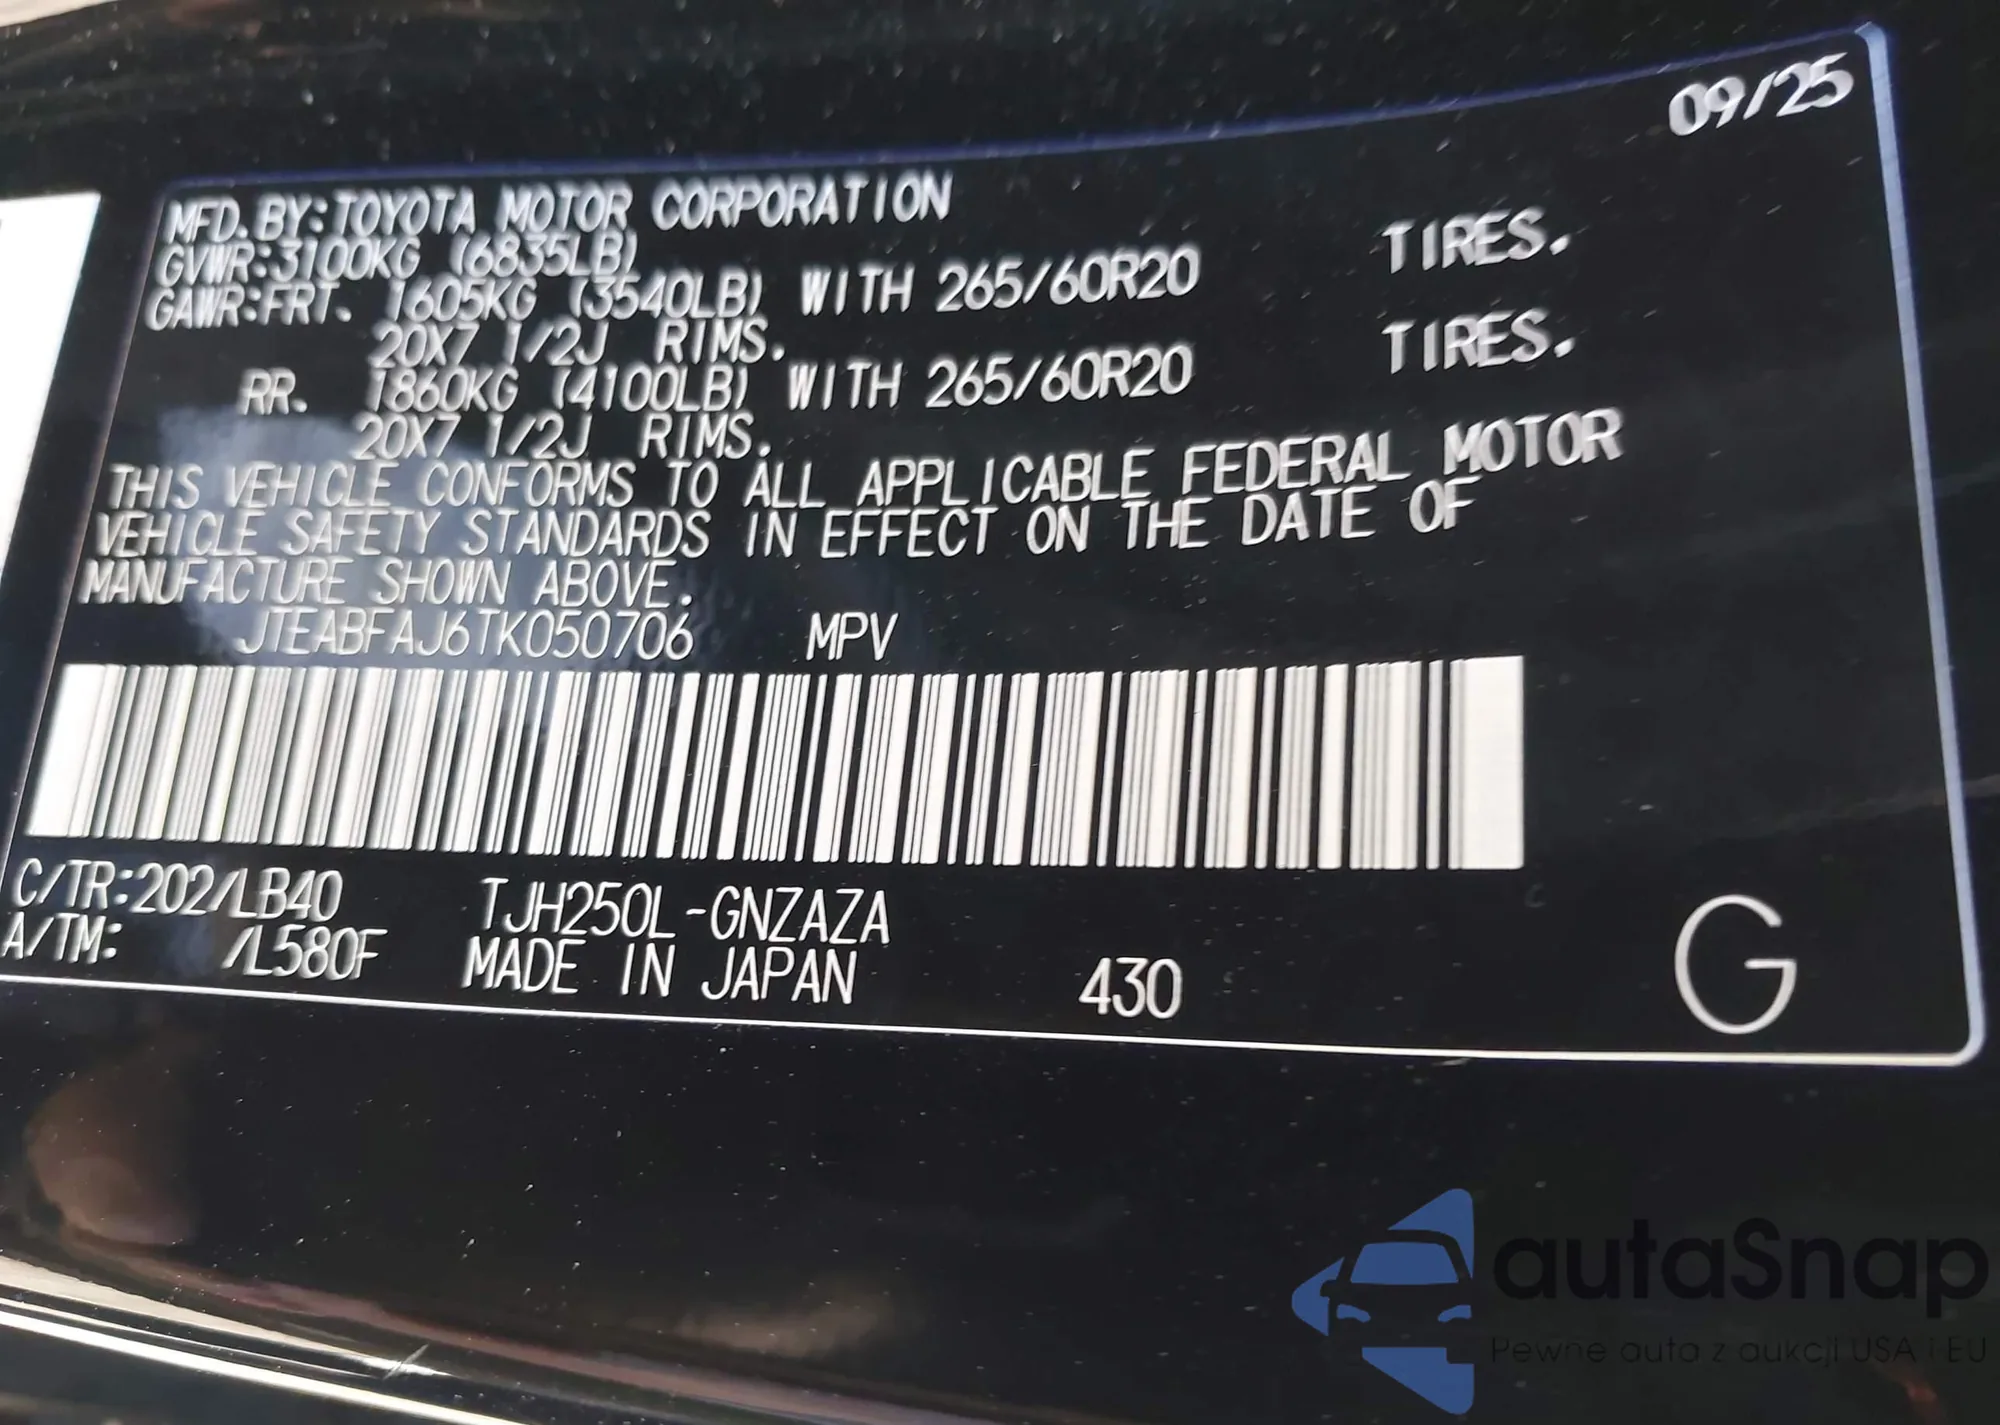 09/25
MFD.BY:TOYOTA MOTOR CORPORATION
GVWR:3100KG (6835LB)
GAWR:FRT. 1605KG (3540LB) WITH 265/60R20 TIRES.
20X7 1/2J RIMS.
RR. 1860KG (4100LB) WITH 265/60R20 TIRES.
20X7 1/2J RIMS.
THIS VEHICLE CONFORMS TO ALL APPLICABLE FEDERAL MOTOR
VEHICLE SAFETY STANDARDS IN EFFECT ON THE DATE OF
MANUFACTURE SHOWN ABOVE.
JTEABFAJ6TK050706 MPV
C/TR:202/LB40 TJH250L-GNZAZA
A/TM: /L580F MADE IN JAPAN 430 G
autaSnap
Pewne auta z aukcji USA i EU